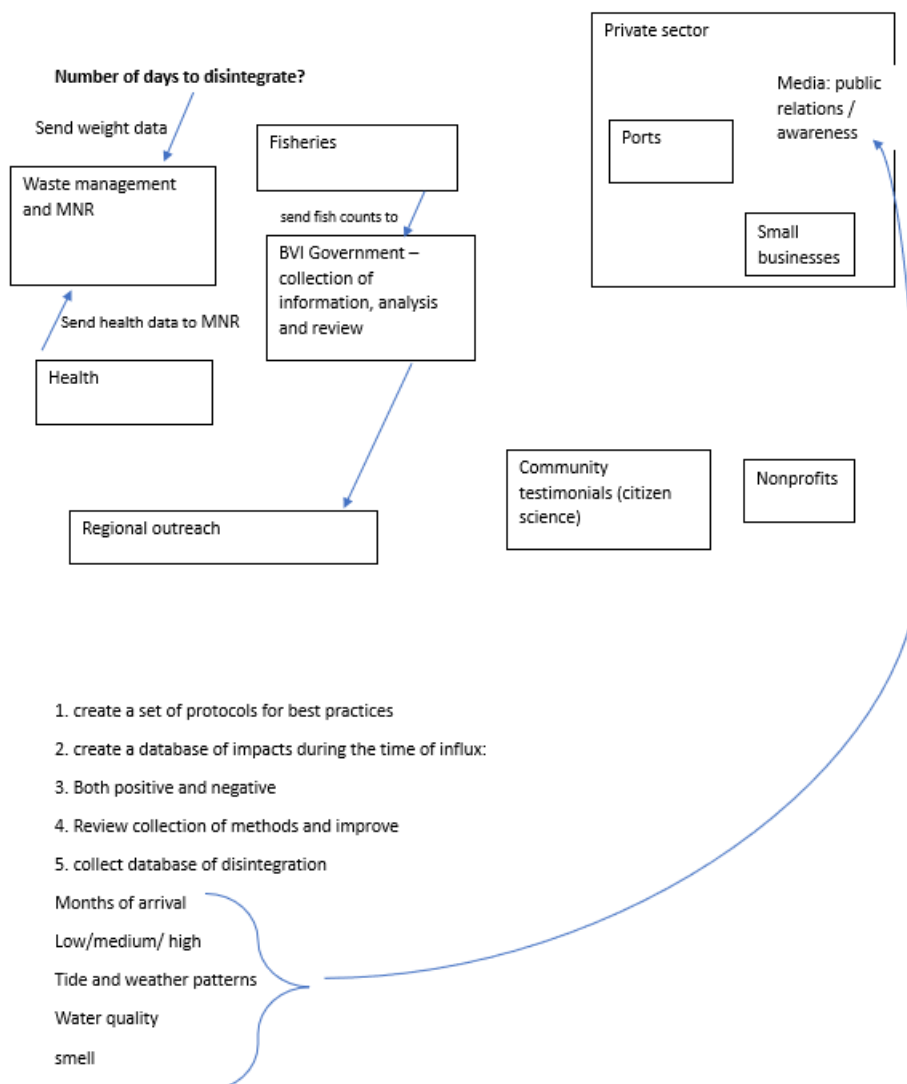 Private sector
Number of days to disintegrate?
Media: public
relations /
awareness
Send weight data
Fisheries
Ports
Waste management
and MNR
send fish counts to
Small
businesses
BVI Government –
collection of
information, analysis
and review
Send health data to MNR
Health
Community
testimonials (citizen
science)
Nonprofits
Regional outreach
1. create a set of protocols for best practices
2. create a database of impacts during the time of influx:
3. Both positive and negative
4. Review collection of methods and improve
5. collect database of disintegration
Months of arrival
Low/medium/ high
Tide and weather patterns
Water quality
smell